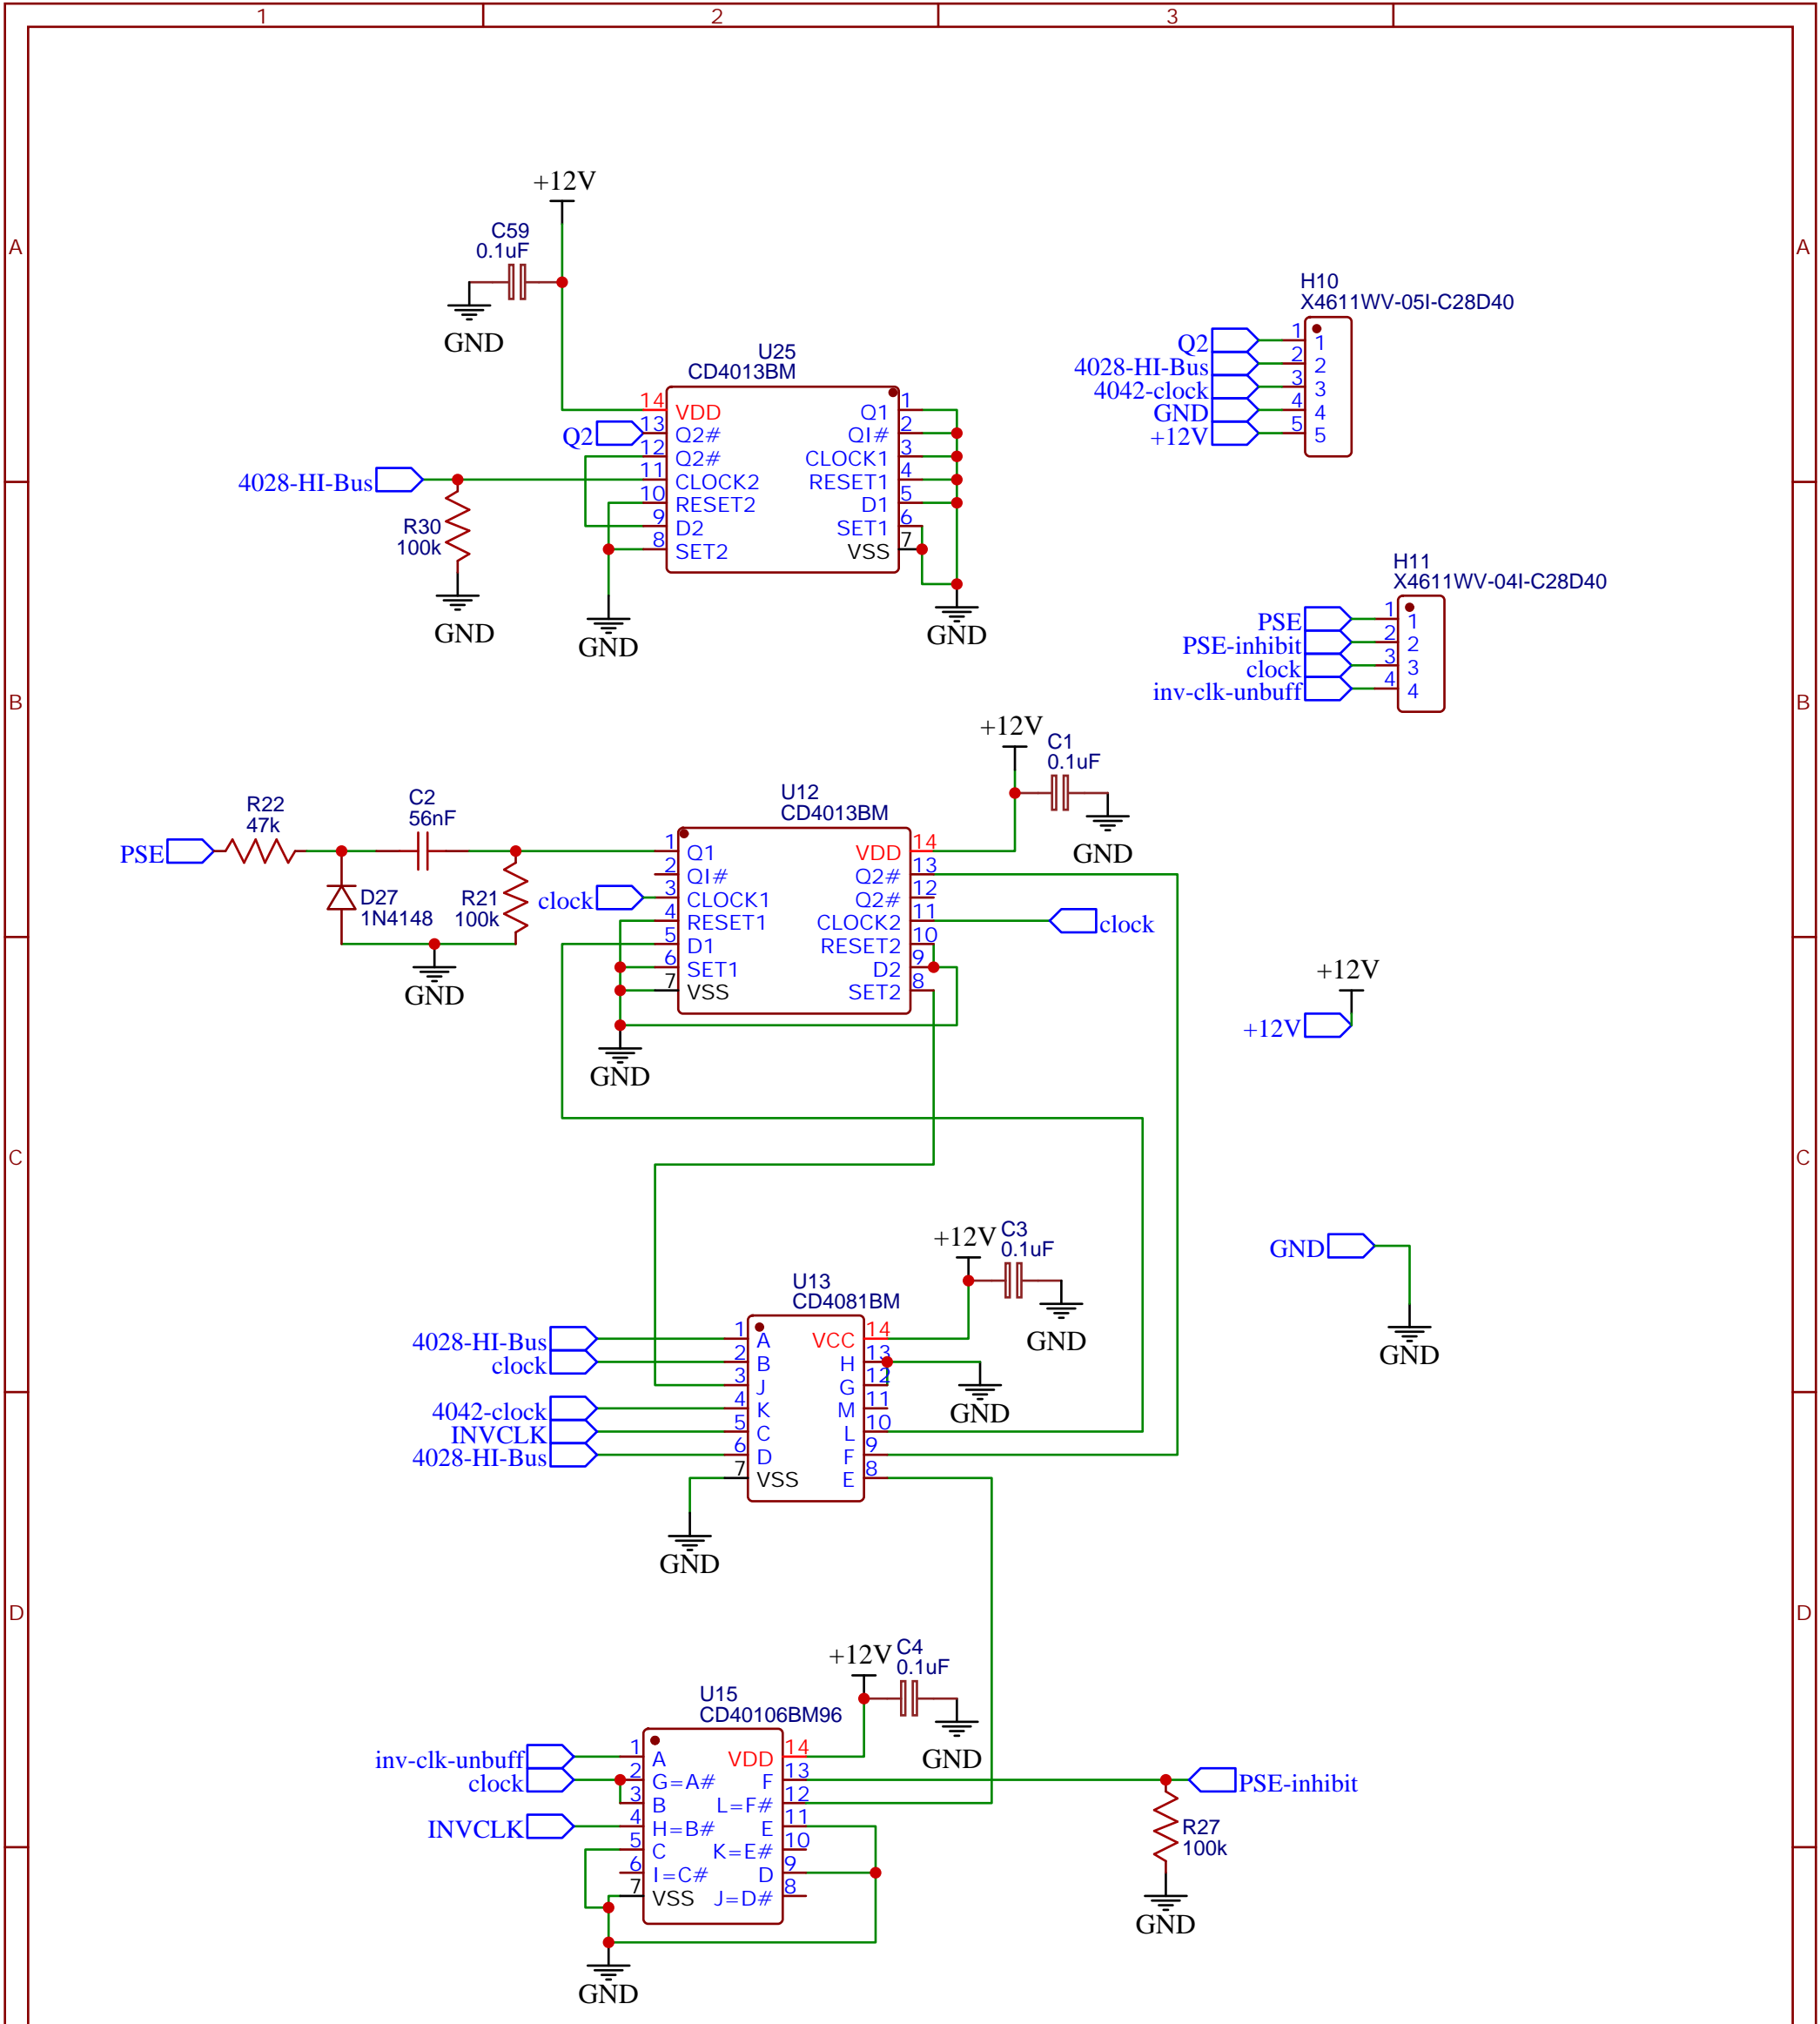 1
2
3
A
A
B
B
C
C
D
D
+12V
C59
0.1uF
GND
U25
CD4013BM
14
VDD
13
Q2#
12
Q2#
11
CLOCK2
10
RESET2
9
D2
8
SET2
Q1
1
QI#
2
CLOCK1
3
RESET1
4
D1
5
SET1
6
VSS
7
Q2
4028-HI-Bus
R30
100k
GND
GND
GND
H10
X4611WV-05I-C28D40
Q2
1
1
4028-HI-Bus
2
2
4042-clock
3
3
GND
4
4
+12V
5
5
H11
X4611WV-04I-C28D40
PSE
1
1
PSE-inhibit
2
2
clock
3
3
inv-clk-unbuff
4
4
+12V
C1
0.1uF
GND
PSE
R22
47k
C2
56nF
D27
1N4148
R21
100k
GND
clock
U12
CD4013BM
1
Q1
2
QI#
3
CLOCK1
4
RESET1
5
D1
6
SET1
7
VSS
VDD
14
Q2#
13
Q2#
12
CLOCK2
11
RESET2
10
D2
9
SET2
8
clock
GND
+12V
+12V
GND
GND
+12V
C3
0.1uF
GND
U13
CD4081BM
4028-HI-Bus
1
A
clock
2
B
3
J
4042-clock
4
K
INVCLK
5
C
4028-HI-Bus
6
D
7
VSS
VCC
14
H
13
G
12
M
11
L
10
F
9
E
8
GND
GND
+12V
C4
0.1uF
GND
U15
CD40106BM96
inv-clk-unbuff
1
A
clock
2
G=A#
3
B
INVCLK
4
H=B#
5
C
6
I=C#
7
VSS
VDD
14
F
13
L=F#
12
E
11
K=E#
10
D
9
J=D#
8
PSE-inhibit
R27
100k
GND
GND